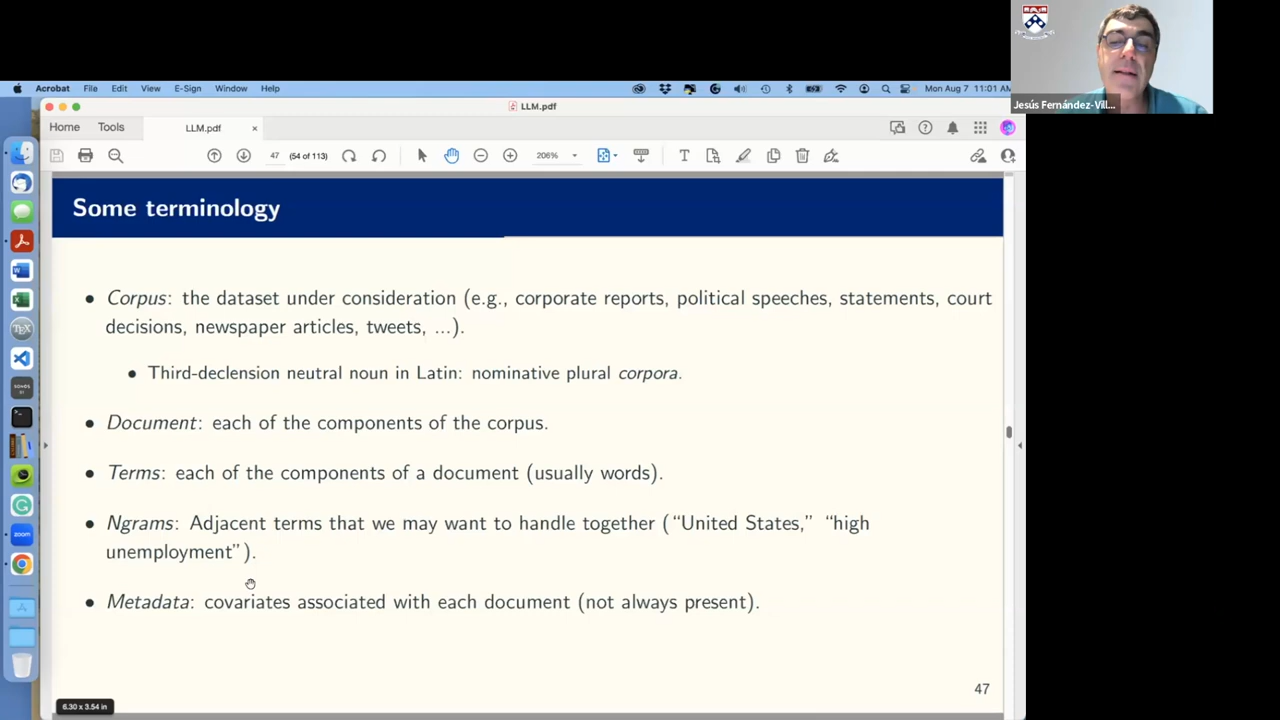 Acrobat File Edit View E-Sign Window Help Mon Aug 7 11:01 AM
Jesús Fernández-Vill...
LLM.pdf
Home Tools LLM.pdf
47 (54 of 113) 206%
Some terminology
• Corpus: the dataset under consideration (e.g., corporate reports, political speeches, statements, court
decisions, newspaper articles, tweets, ...).
• Third-declension neutral noun in Latin: nominative plural corpora.
• Document: each of the components of the corpus.
• Terms: each of the components of a document (usually words).
• Ngrams: Adjacent terms that we may want to handle together (“United States,” “high
unemployment”).
• Metadata: covariates associated with each document (not always present).
47
6.30 x 3.54 in
zoom
TEX